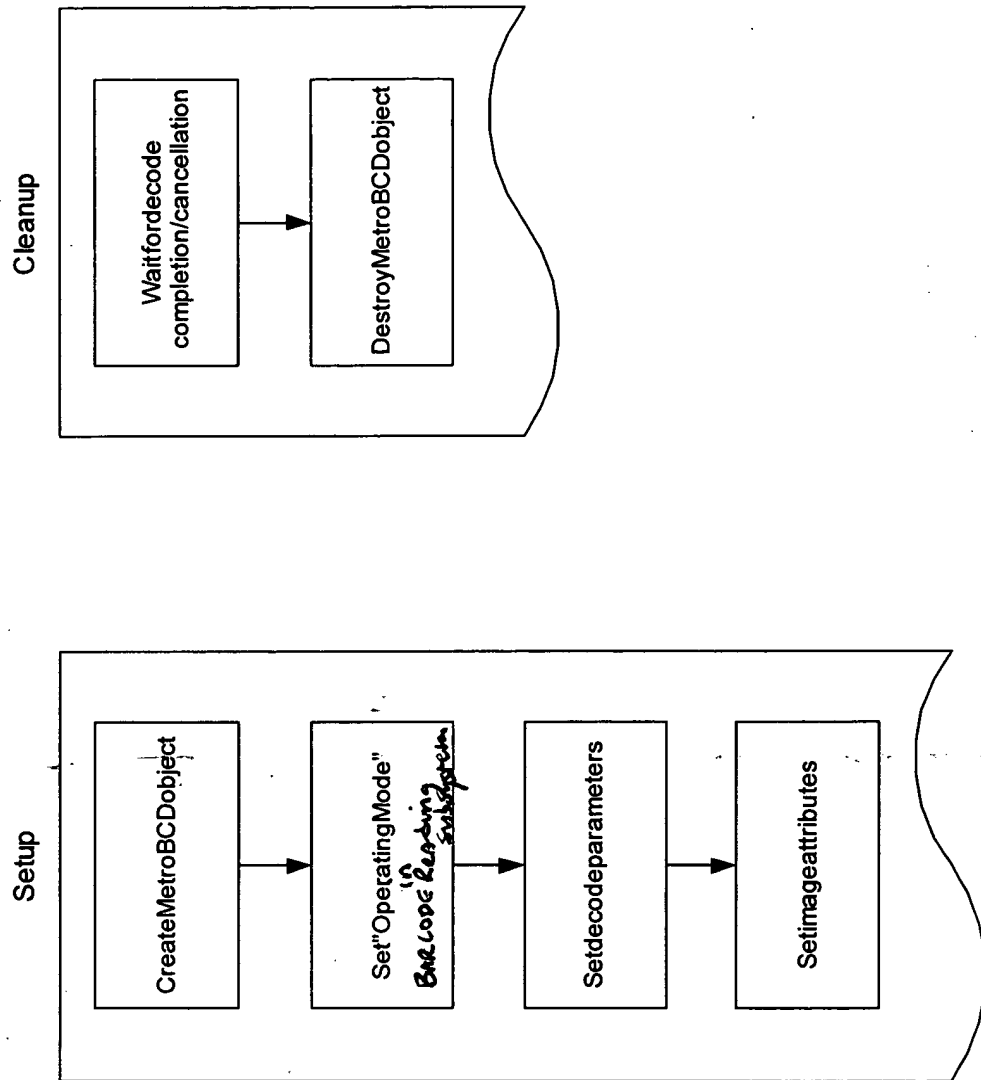 Setup
CreateMetroBCDobject
Set"OperatingMode"
in
BARCODE Reading
subsystem
Setdecodeparameters
Setimageattributes
Cleanup
Waitfordecode
completion/cancellation
DestroyMetroBCDobject